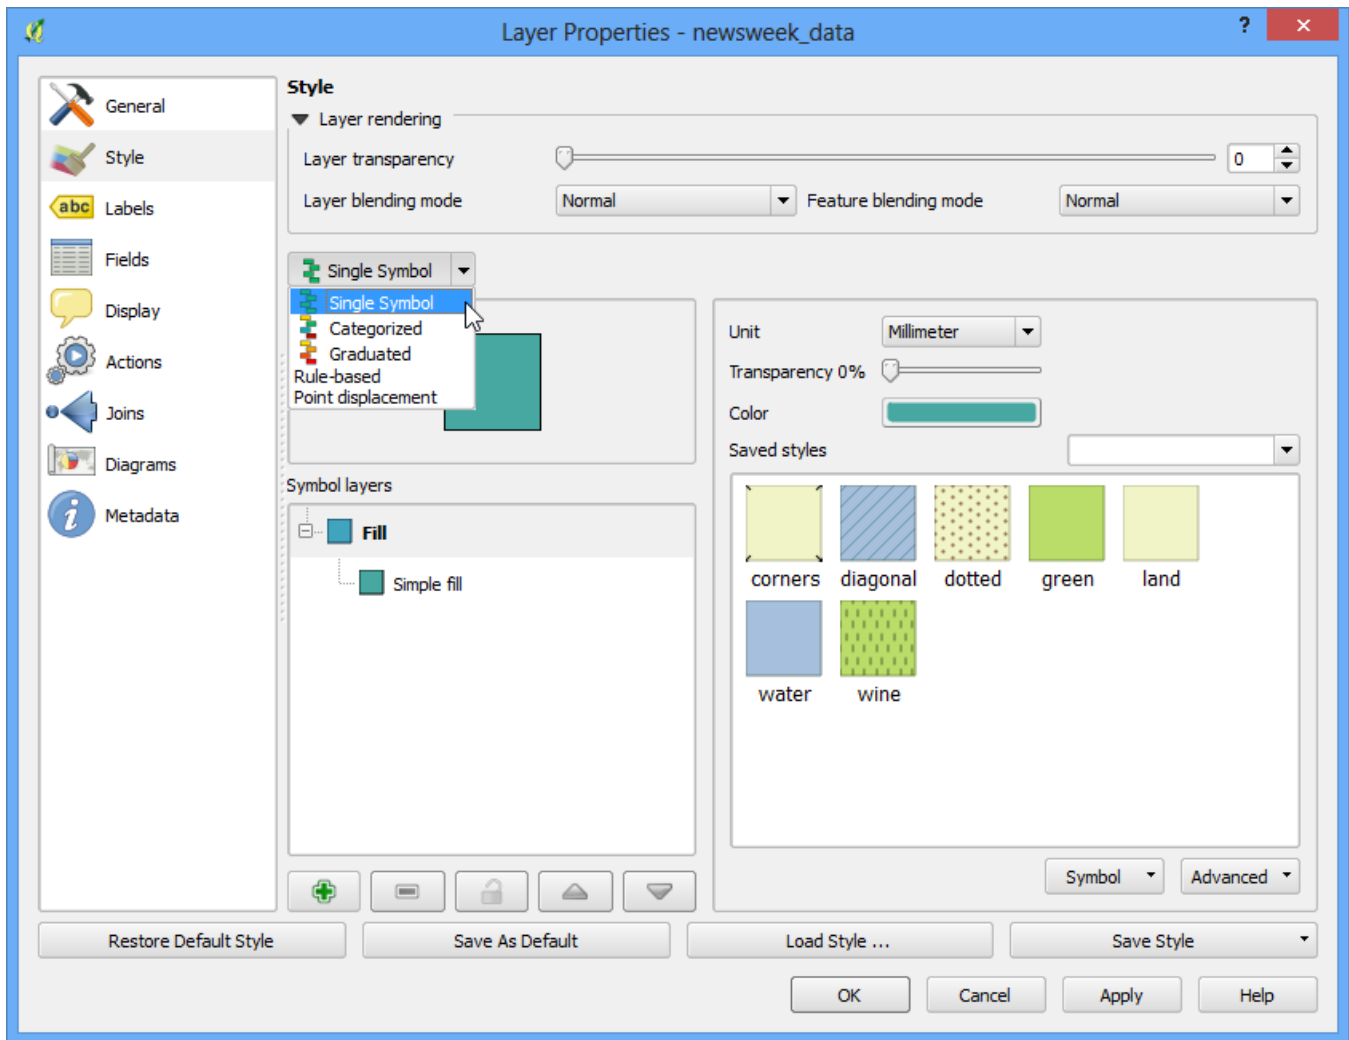 Layer Properties - newsweek_data
?
General
Style
Labels
Fields
Display
Actions
Joins
Diagrams
Metadata
abc
Style
Layer rendering
Layer transparency
0
Layer blending mode
Normal
Feature blending mode
Normal
Single Symbol
Single Symbol
Categorized
Graduated
Rule-based
Point displacement
Symbol layers
Fill
Simple fill
Unit
Millimeter
Transparency 0%
Color
Saved styles
corners
diagonal
dotted
green
land
water
wine
Symbol
Advanced
Restore Default Style
Save As Default
Load Style ...
Save Style
OK
Cancel
Apply
Help